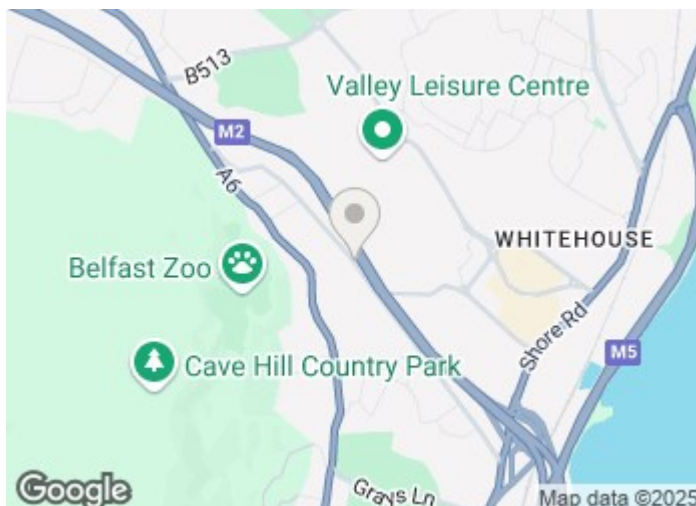 B513
Valley Leisure Centre
M2
A6
WHITEHOUSE
Belfast Zoo
Shore Rd
M5
Cave Hill Country Park
Grays Ln
Google
Map data ©2025